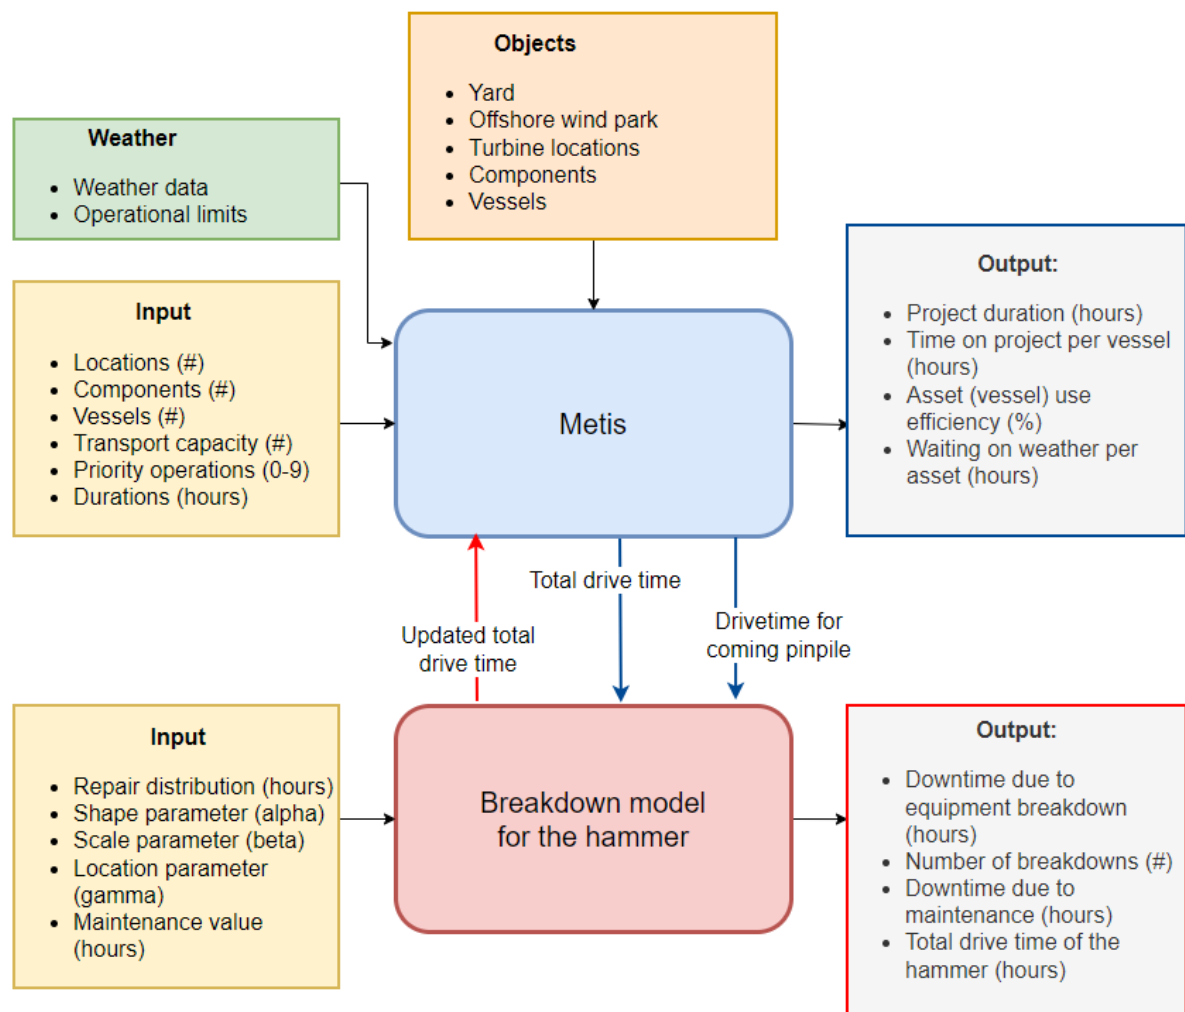 Objects
• Yard
• Offshore wind park
• Turbine locations
• Components
• Vessels
Weather
• Weather data
• Operational limits
Input
• Locations (#)
• Components (#)
• Vessels (#)
• Transport capacity (#)
• Priority operations (0-9)
• Durations (hours)
Metis
Output:
• Project duration (hours)
• Time on project per vessel
(hours)
• Asset (vessel) use
efficiency (%)
• Waiting on weather per
asset (hours)
Total drive time
Updated total
drive time
Drivetime for
coming pinpile
Input
• Repair distribution (hours)
• Shape parameter (alpha)
• Scale parameter (beta)
• Location parameter
(gamma)
• Maintenance value
(hours)
Breakdown model
for the hammer
Output:
• Downtime due to
equipment breakdown
(hours)
• Number of breakdowns (#)
• Downtime due to
maintenance (hours)
• Total drive time of the
hammer (hours)